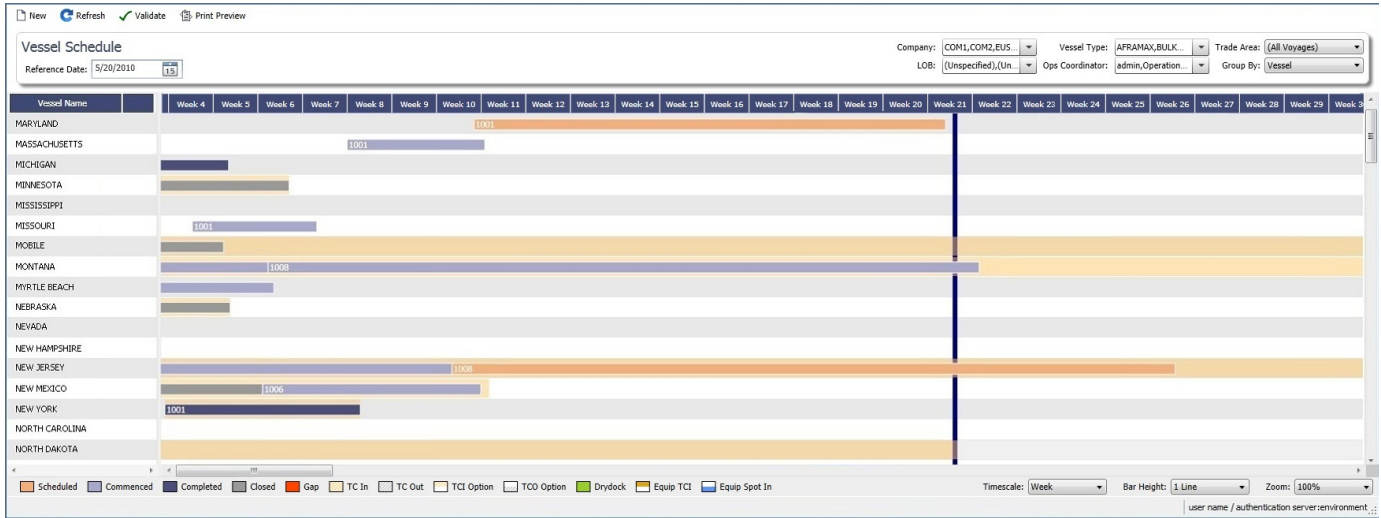 New Refresh Validate Print Preview
Vessel Schedule
Company: COM1,COM2,EUS... Vessel Type: AFRAMAX,BULK... Trade Area: (All Voyages)
Reference Date: 5/20/2010 15 LOB: (Unspecified),(Un... Ops Coordinator: admin,Operation... Group By: Vessel
Vessel Name Week 4 Week 5 Week 6 Week 7 Week 8 Week 9 Week 10 Week 11 Week 12 Week 13 Week 14 Week 15 Week 16 Week 17 Week 18 Week 19 Week 20 Week 21 Week 22 Week 23 Week 24 Week 25 Week 26 Week 27 Week 28 Week 29 Week 3
MARYLAND 1001
MASSACHUSETTS 1001
MICHIGAN
MINNESOTA
MISSISSIPPI
MISSOURI 1001
MOBILE
MONTANA 1008
MYRTLE BEACH
NEBRASKA
NEVADA
NEW HAMPSHIRE
NEW JERSEY 1008
NEW MEXICO 1006
NEW YORK 1001
NORTH CAROLINA
NORTH DAKOTA
Scheduled Commenced Completed Closed Gap TC In TC Out TCI Option TCO Option Drydock Equip TCI Equip Spot In Timescale: Week Bar Height: 1 Line Zoom: 100%
user name / authentication server:environment